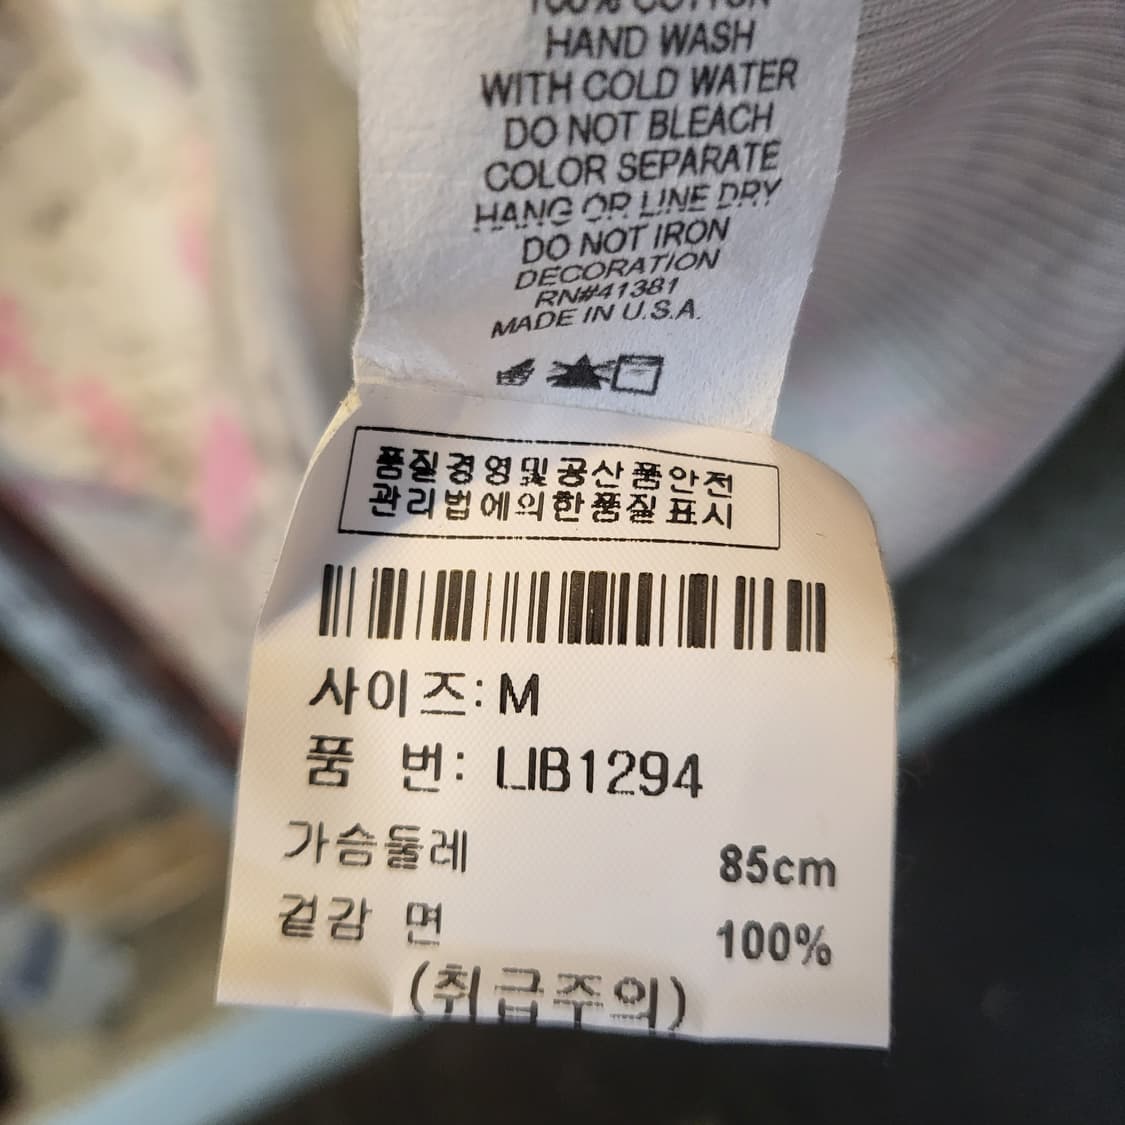 100% COTTON
HAND WASH
WITH COLD WATER
DO NOT BLEACH
COLOR SEPARATE
HANG OR LINE DRY
DO NOT IRON
DECORATION
RN#41381
MADE IN U.S.A.
품질경영및공산품안전
관리법에의한품질표시
사이즈: M
품 번: LIB1294
가슴둘레 85cm
겉감 면 100%
(취급주의)